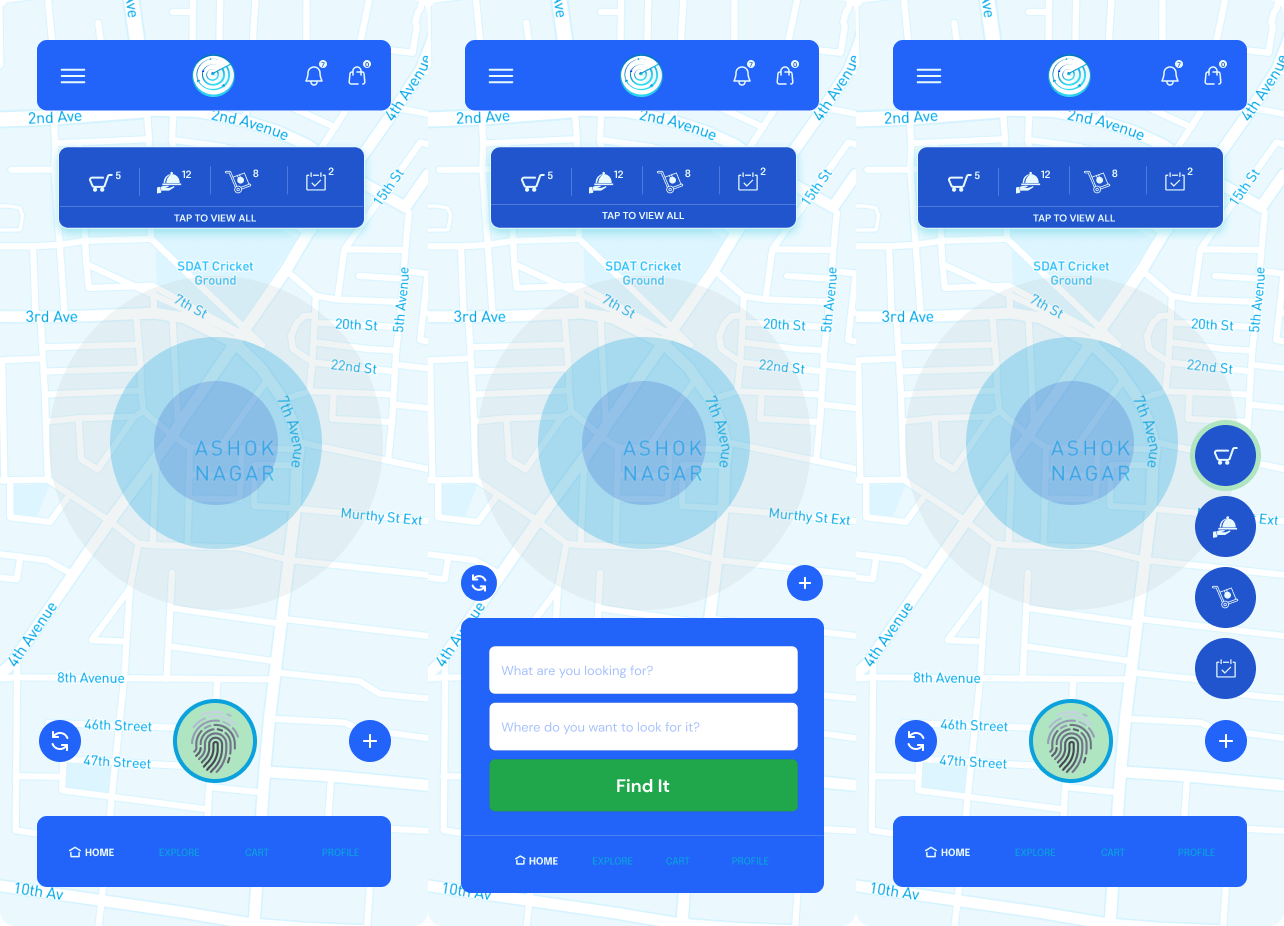 Ave
7
0
4th Avenue
2nd Ave
2nd Avenue
5
12
8
2
TAP TO VIEW ALL
15th St
SDAT Cricket
Ground
7th St
5th Avenue
3rd Ave
20th St
22nd St
7th Avenue
ASHOK
NAGAR
Murthy St Ext
4th Avenue
8th Avenue
46th Street
47th Street
HOME
EXPLORE
CART
PROFILE
10th Av
Ave
7
0
4th Avenue
2nd Ave
2nd Avenue
5
12
8
2
TAP TO VIEW ALL
15th St
SDAT Cricket
Ground
7th St
5th Avenue
3rd Ave
20th St
22nd St
7th Avenue
ASHOK
NAGAR
Murthy St Ext
What are you looking for?
Where do you want to look for it?
Find It
HOME
EXPLORE
CART
PROFILE
10th Av
Ave
7
0
4th Avenue
2nd Ave
2nd Avenue
5
12
8
2
TAP TO VIEW ALL
15th St
SDAT Cricket
Ground
7th St
5th Avenue
3rd Ave
20th St
22nd St
7th Avenue
ASHOK
NAGAR
Ext
4th Avenue
8th Avenue
46th Street
47th Street
HOME
EXPLORE
CART
PROFILE
10th Av